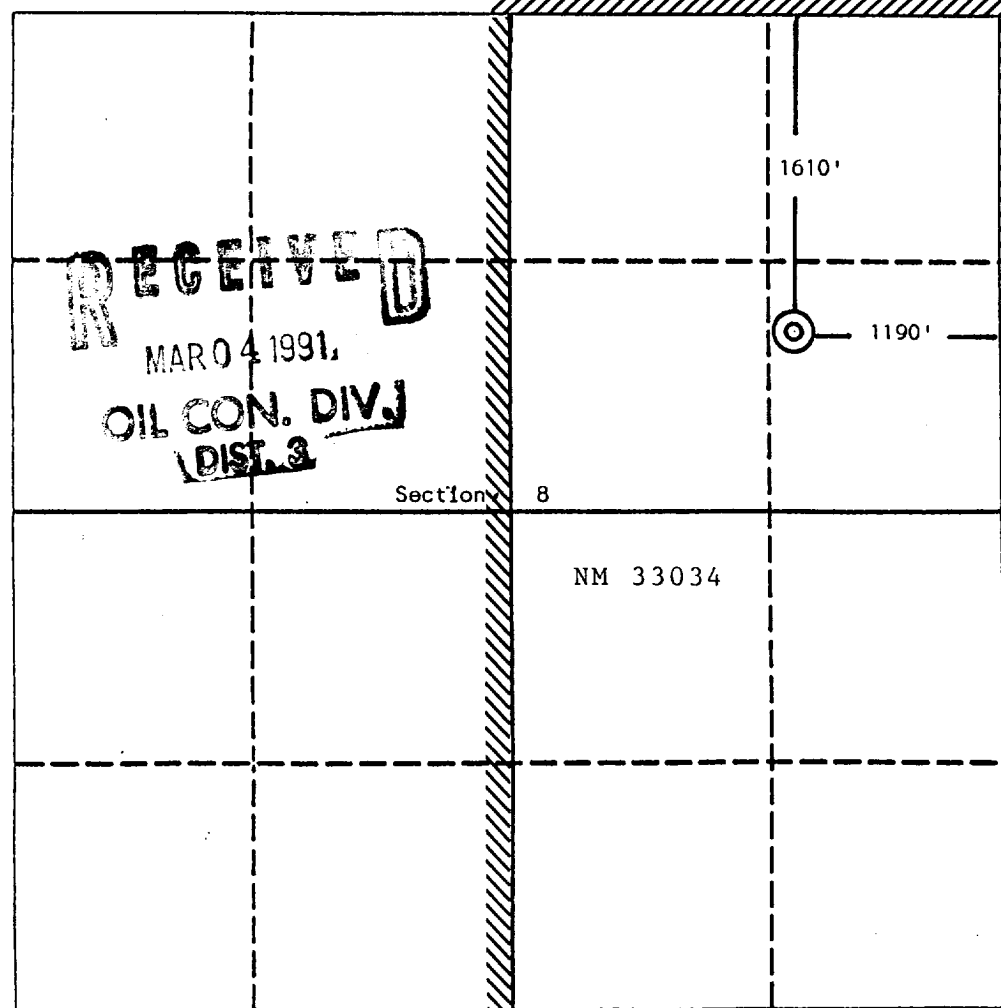 1610'
RECEIVED
MAR 04 1991
OIL CON. DIV.
DIST. 3
1190'
Section 8
NM 33034